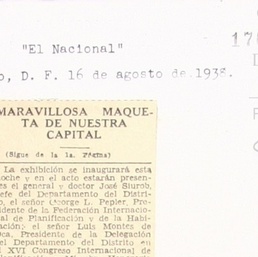 "El Nacional"
o, D. F. 16 de agosto de 1938.
17
MARAVILLOSA MAQUE-
TA DE NUESTRA
CAPITAL
(Sigue de la 1a. Página)
La exhibición se inaugurará esta
noche y en el acto estarán presen-
tes el general y doctor José Siurob,
jefe del Departamento del Distri-
to, el señor George L. Pepler, Pre-
sidente de la Federación Internacio-
nal de Planificación y de la Habi-
tación; el señor Luis Montes de
Oca, Presidente de la Delegación
del Departamento del Distrito en
el XVI Congreso Internacional de